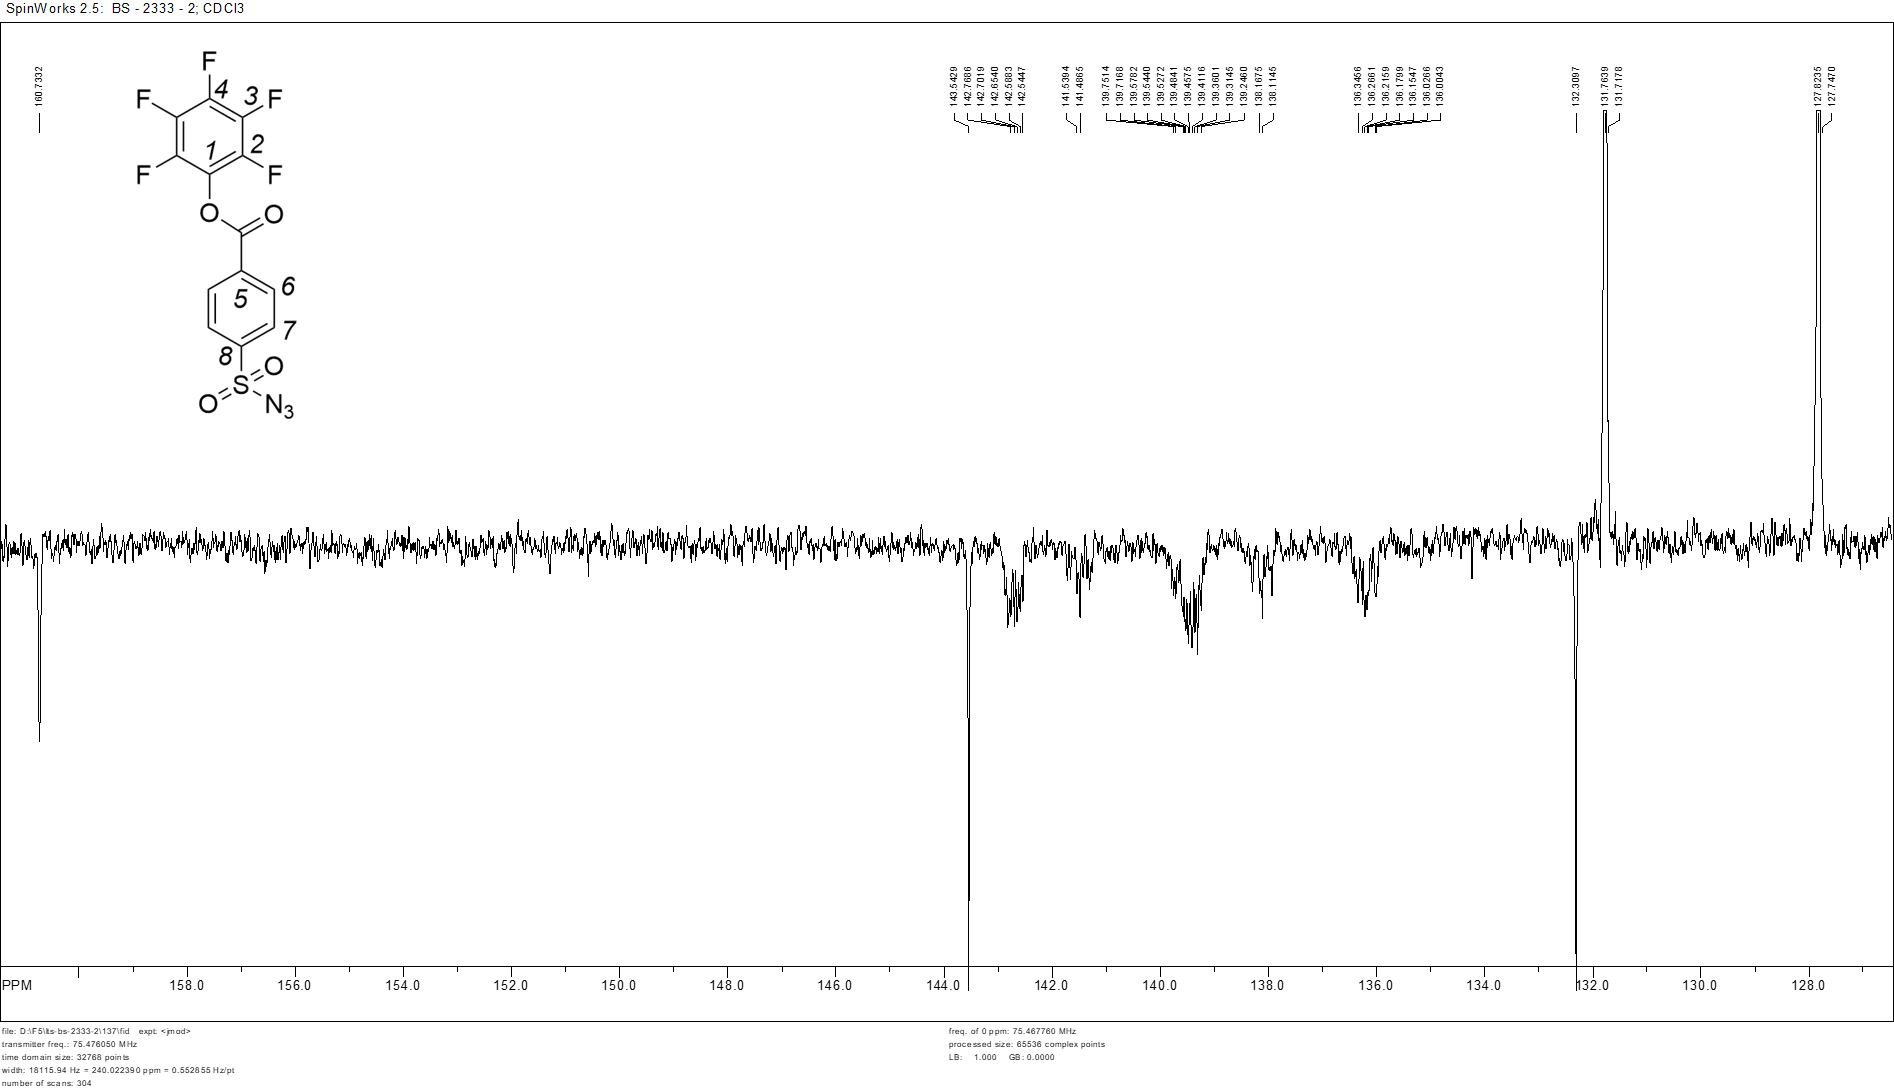 SpinWorks 2.5: BS - 2333 - 2; CDCl3
160.7332
143.5429
142.7686
142.7019
142.6540
142.5883
142.5447
141.5394
141.4865
139.7514
139.7168
139.5782
139.5440
139.5272
139.4841
139.4575
139.4116
139.3601
139.3145
139.2460
138.1675
138.1145
136.3456
136.2661
136.2159
136.1799
136.1547
136.0266
136.0043
132.3097
131.7639
131.7178
127.8235
127.7470
F
4
F
3
F
1
2
F
F
O
O
5
6
7
8
O
S
O
N3
PPM 158.0 156.0 154.0 152.0 150.0 148.0 146.0 144.0 142.0 140.0 138.0 136.0 134.0 132.0 130.0 128.0
file: D:\F5\lts-bs-2333-2\137\fid expt: <jmod>
transmitter freq.: 75.476050 MHz
time domain size: 32768 points
width: 18115.94 Hz = 240.022390 ppm = 0.552855 Hz/pt
number of scans: 304
freq. of 0 ppm: 75.467760 MHz
processed size: 65536 complex points
LB: 1.000 GB: 0.0000